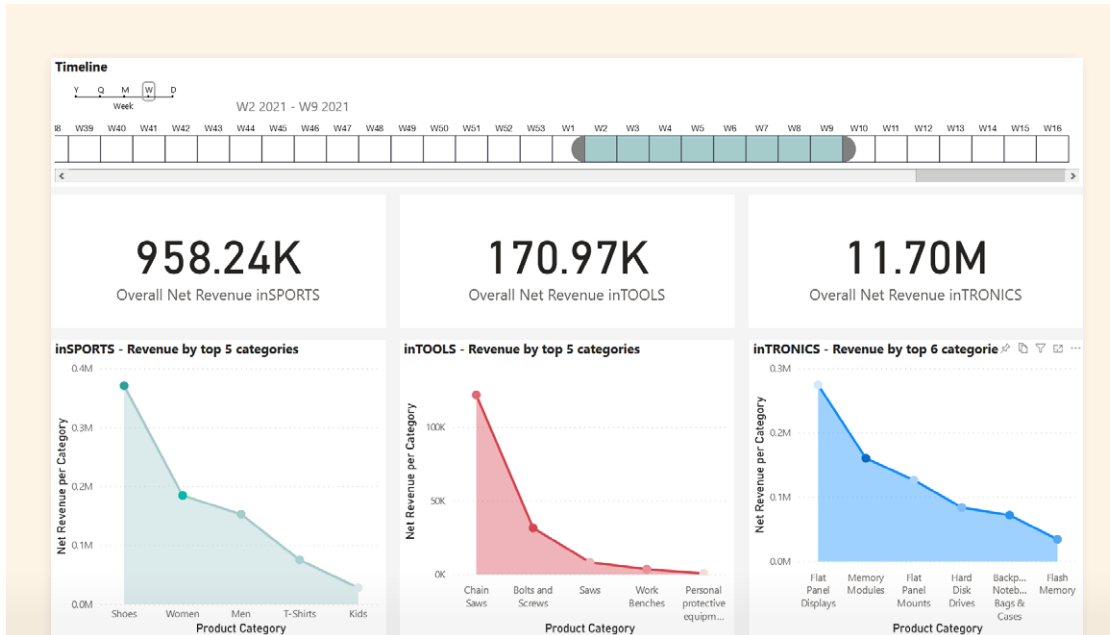 Timeline
Y Q M W D
Week
W2 2021 - W9 2021
8 W39 W40 W41 W42 W43 W44 W45 W46 W47 W48 W49 W50 W51 W52 W53 W1 W2 W3 W4 W5 W6 W7 W8 W9 W10 W11 W12 W13 W14 W15 W16
958.24K
Overall Net Revenue inSPORTS
170.97K
Overall Net Revenue inTOOLS
11.70M
Overall Net Revenue inTRONICS
inSPORTS - Revenue by top 5 categories
Net Revenue per Category
0.4M
0.3M
0.2M
0.1M
0.0M
Shoes Women Men T-Shirts Kids
Product Category
inTOOLS - Revenue by top 5 categories
Net Revenue per Category
100K
50K
0K
Chain
Saws
Bolts and
Screws
Saws
Work
Benches
Personal
protective
equipm...
Product Category
inTRONICS - Revenue by top 6 categorie
Net Revenue per Category
0.3M
0.2M
0.1M
0.0M
Flat
Panel
Displays
Memory
Modules
Flat
Panel
Mounts
Hard
Disk
Drives
Backp...
Noteb...
Bags &
Cases
Flash
Memory
Product Category